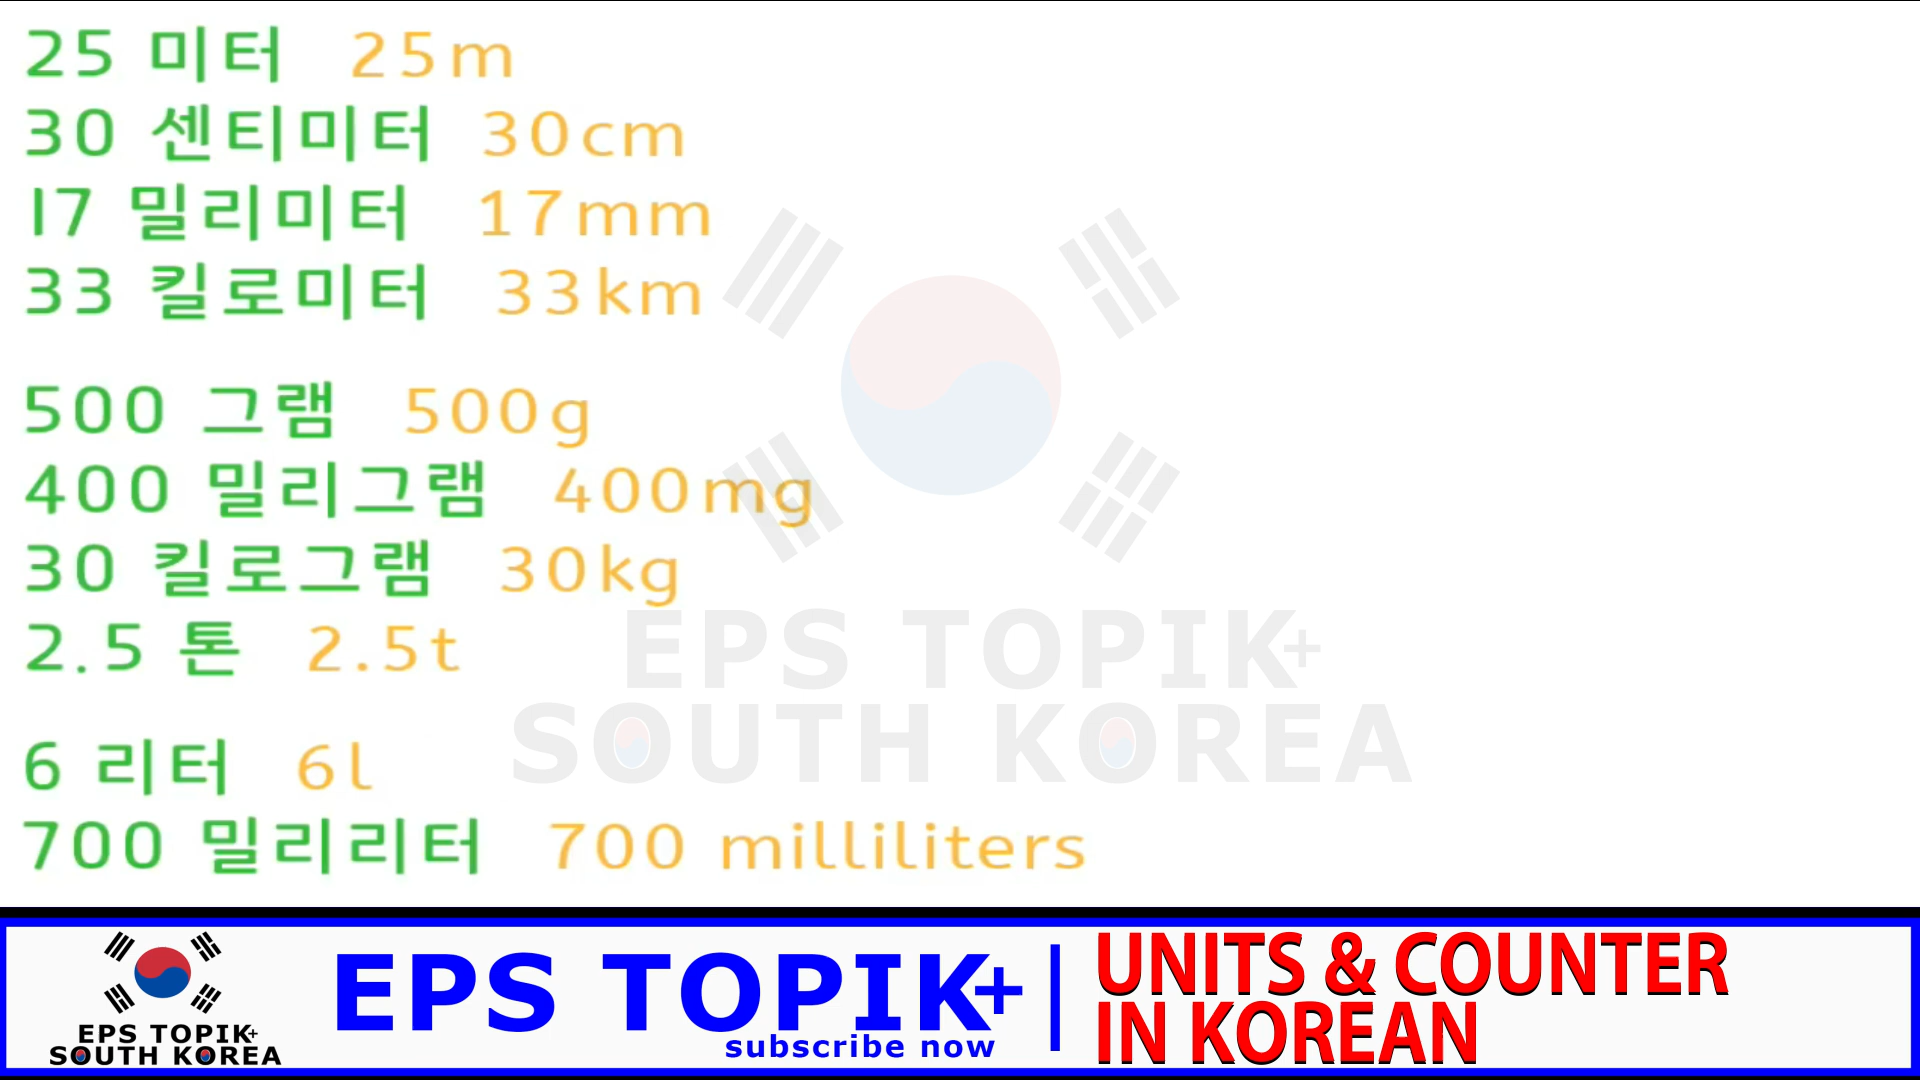 25 미터 25m
30 센티미터 30cm
17 밀리미터 17mm
33 킬로미터 33km
500 그램 500g
400 밀리그램 400mg
30 킬로그램 30kg
2.5 톤 2.5t
6 리터 6l
700 밀리리터 700 milliliters
EPS TOPIK+
SOUTH KOREA
EPS TOPIK+
SOUTH KOREA
EPS TOPIK+
subscribe now
UNITS & COUNTER
IN KOREAN